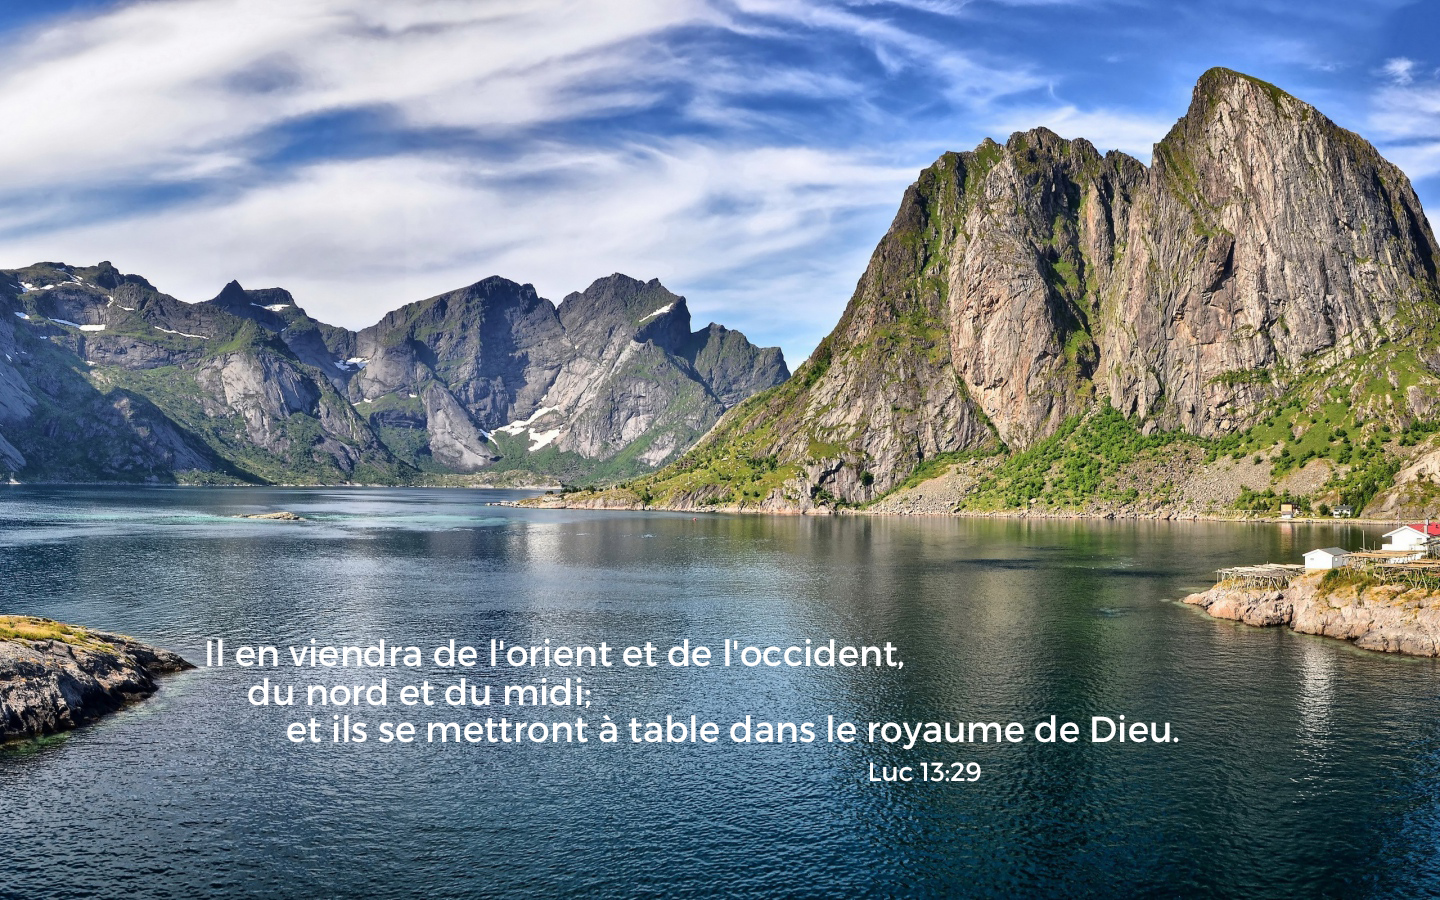 Il en viendra de l'orient et de l'occident,
du nord et du midi;
et ils se mettront à table dans le royaume de Dieu.
Luc 13:29